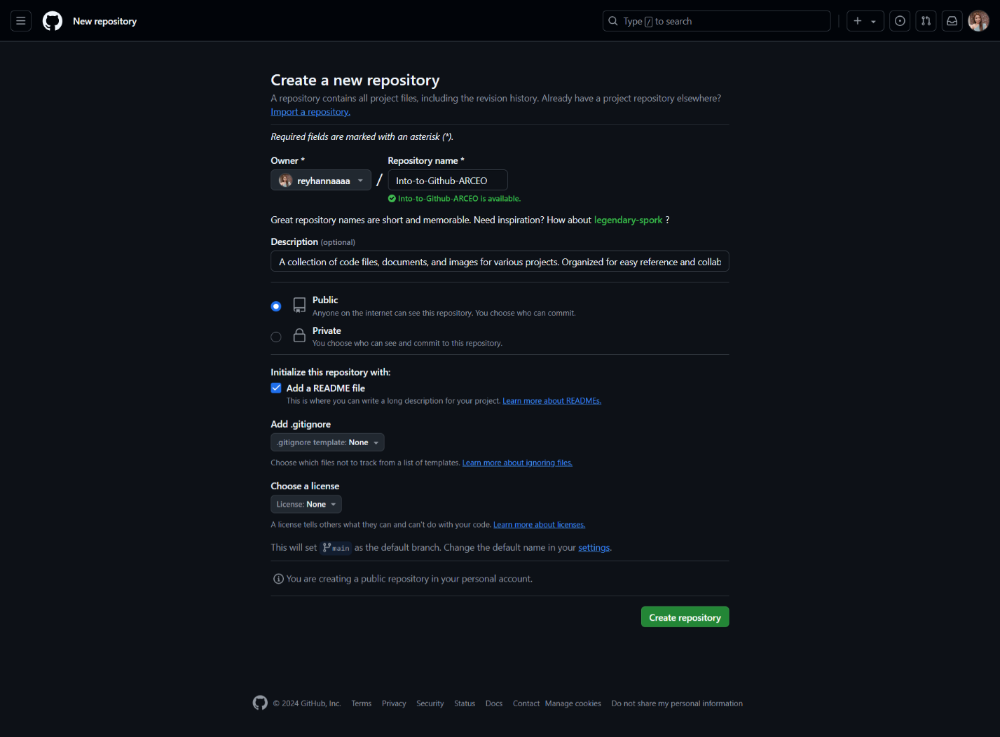 New repository
Type / to search
Create a new repository
A repository contains all project files, including the revision history. Already have a project repository elsewhere?
Import a repository.
Required fields are marked with an asterisk (*).
Owner * Repository name *
reyhannaaaa / Into-to-Github-ARCEO
Into-to-Github-ARCEO is available.
Great repository names are short and memorable. Need inspiration? How about legendary-spork ?
Description (optional)
A collection of code files, documents, and images for various projects. Organized for easy reference and collab
Public
Anyone on the internet can see this repository. You choose who can commit.
Private
You choose who can see and commit to this repository.
Initialize this repository with:
Add a README file
This is where you can write a long description for your project. Learn more about READMEs.
Add .gitignore
.gitignore template: None
Choose which files not to track from a list of templates. Learn more about ignoring files.
Choose a license
License: None
A license tells others what they can and can't do with your code. Learn more about licenses.
This will set main as the default branch. Change the default name in your settings.
You are creating a public repository in your personal account.
Create repository
© 2024 GitHub, Inc. Terms Privacy Security Status Docs Contact Manage cookies Do not share my personal information